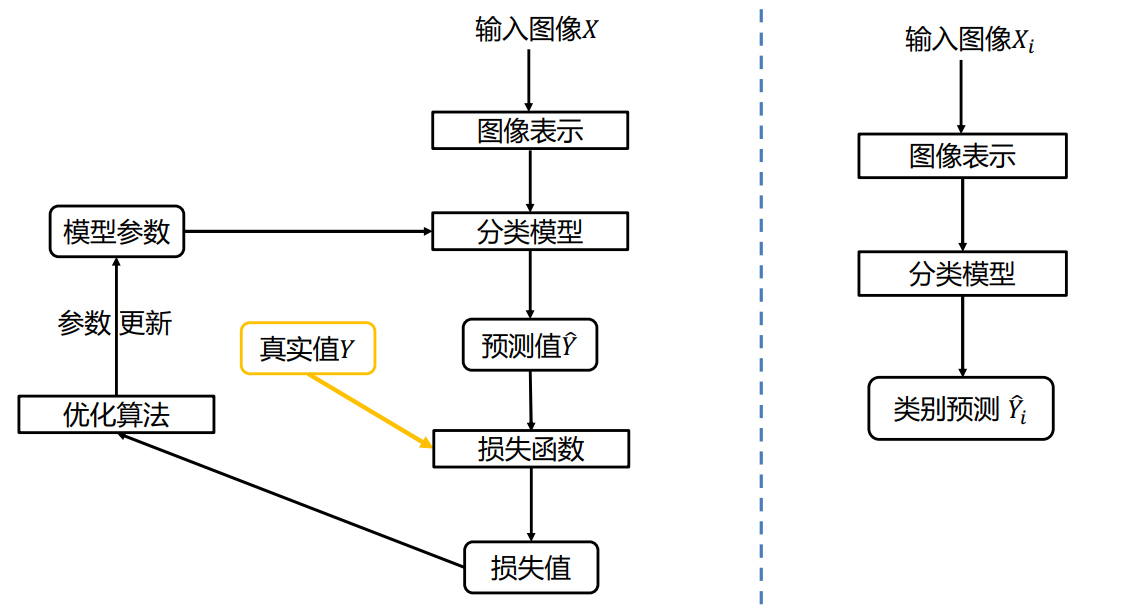 输入图像X
图像表示
模型参数
分类模型
参数 更新
真实值Y
预测值Ŷ
优化算法
损失函数
损失值
输入图像Xᵢ
图像表示
分类模型
类别预测 Ŷᵢ